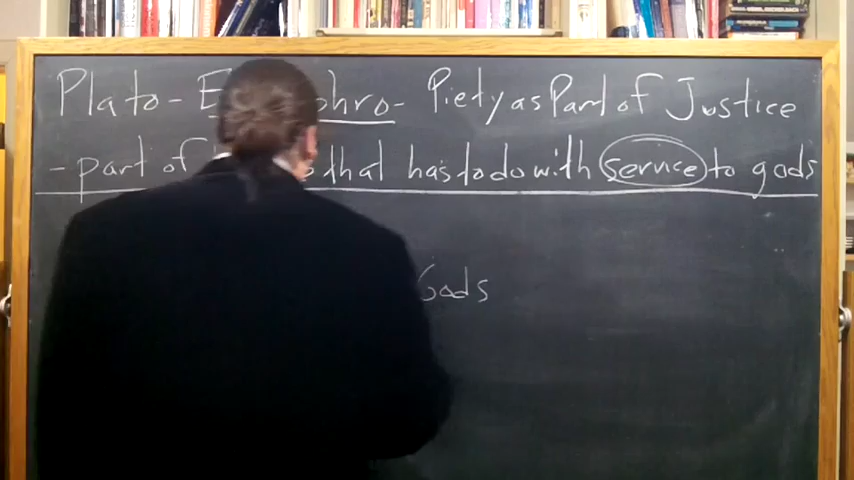 Plato - E phro - Piety as Part of Justice
- part of that has to do with service to gods
Gods